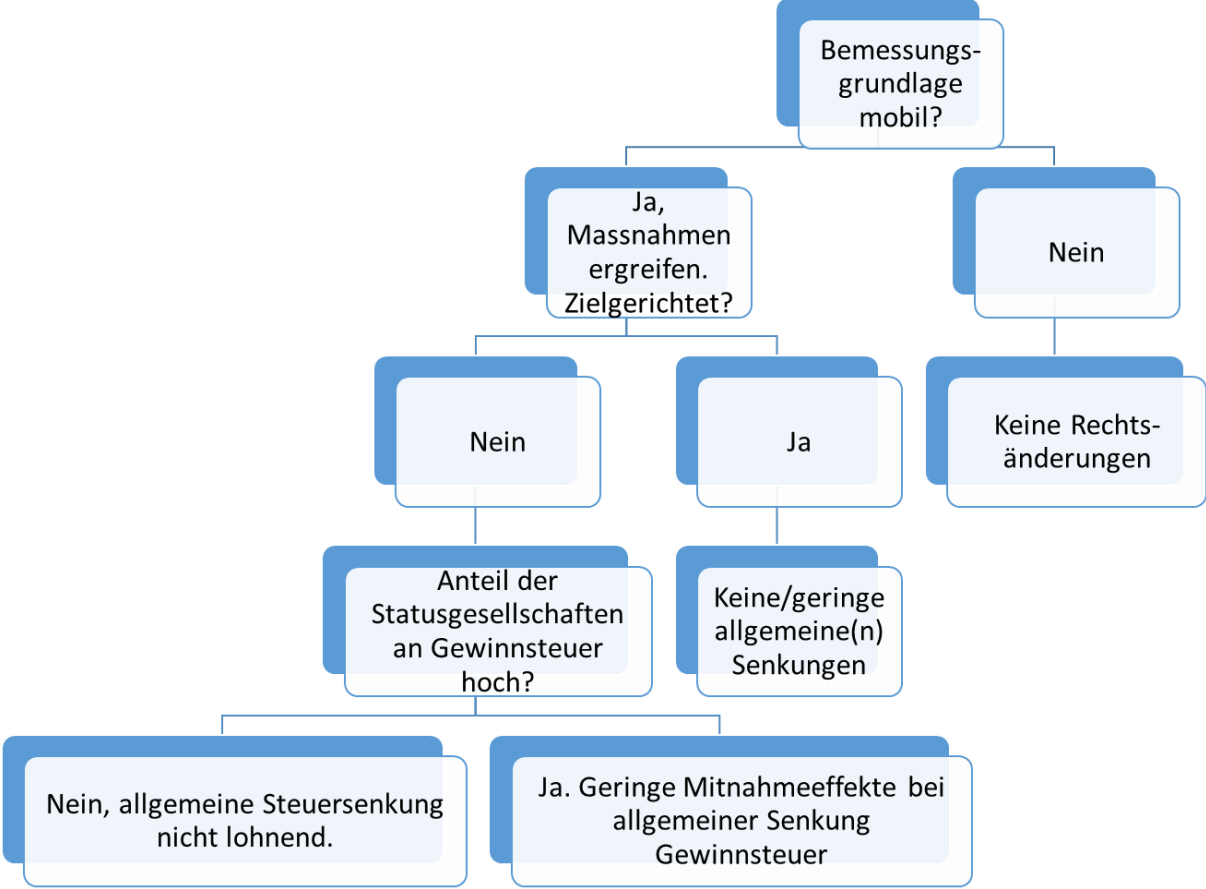 Bemessungs-
grundlage
mobil?
Ja,
Massnahmen
ergreifen.
Zielgerichtet?
Nein
Nein
Ja
Keine Rechts-
änderungen
Anteil der
Statusgesellschaften
an Gewinnsteuer
hoch?
Keine/geringe
allgemeine(n)
Senkungen
Nein, allgemeine Steuersenkung
nicht lohnend.
Ja. Geringe Mitnahmeeffekte bei
allgemeiner Senkung
Gewinnsteuer